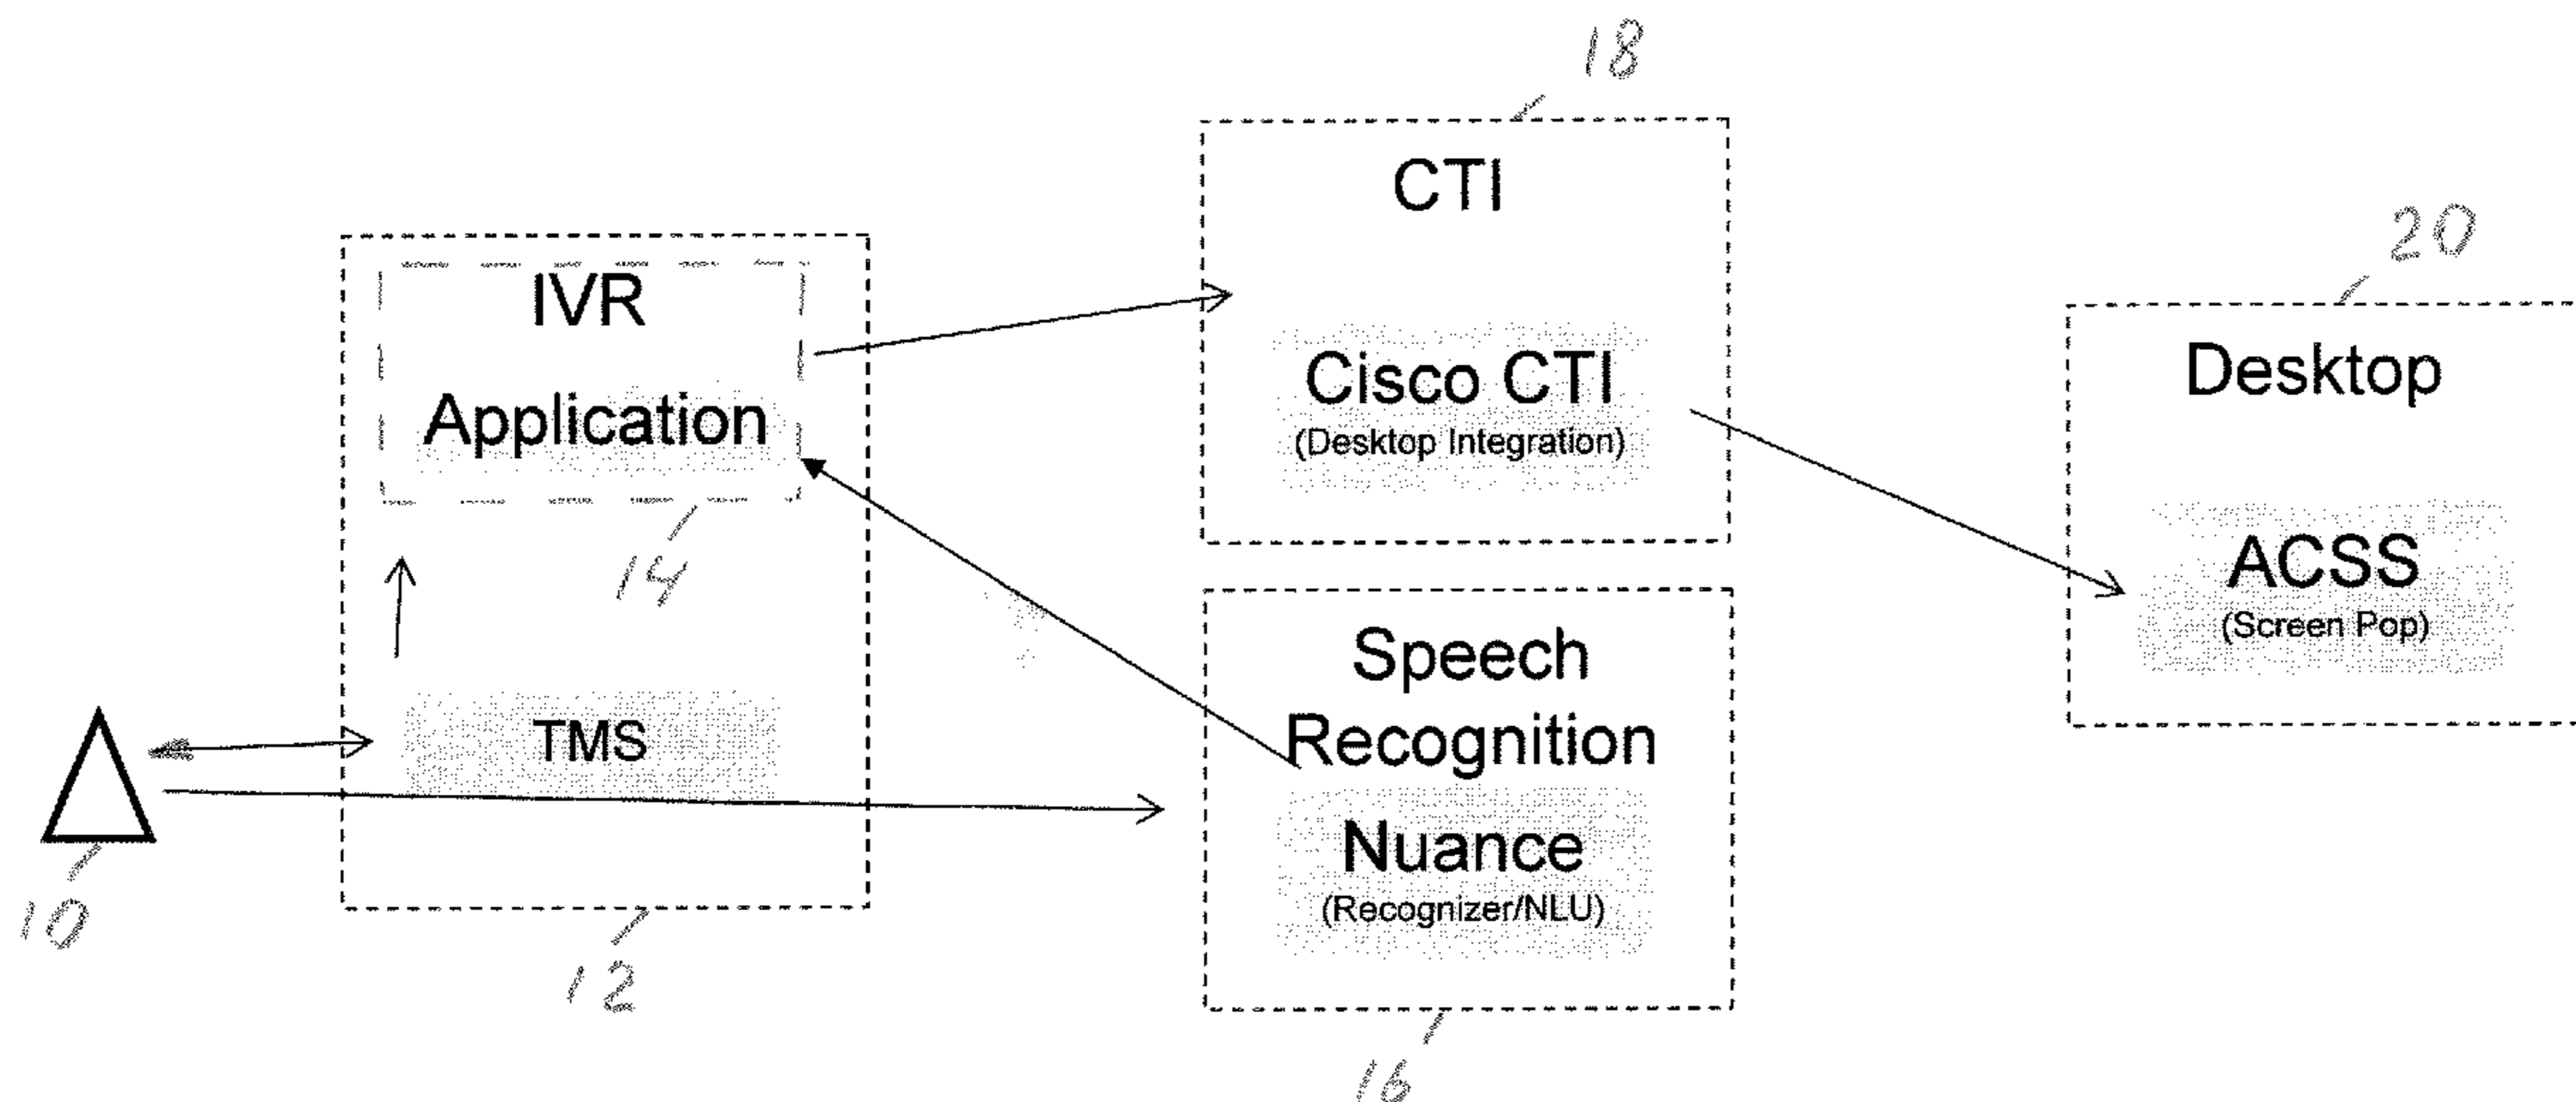 18
CTI
Cisco CTI
(Desktop Integration)
20
Desktop
ACSS
(Screen Pop)
IVR
Application
14
TMS
10
12
Speech
Recognition
Nuance
(Recognizer/NLU)
16